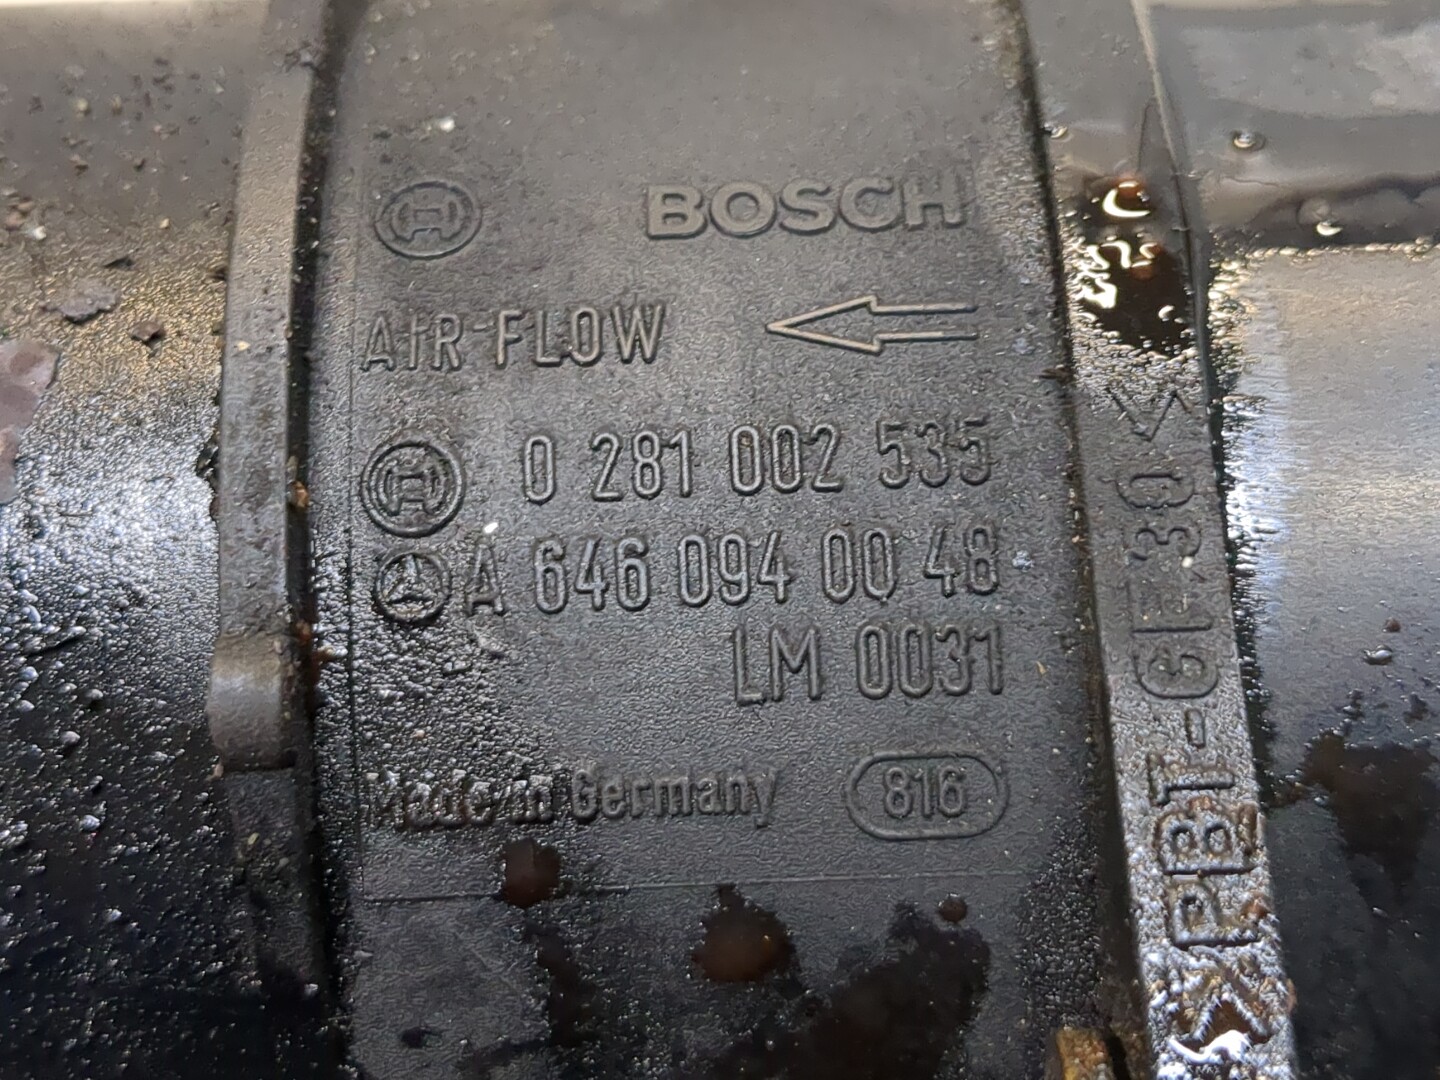 BOSCH
AIR FLOW
0 281 002 535
A 646 094 00 48
LM 0031
Made in Germany 816
>PBT-GF30<